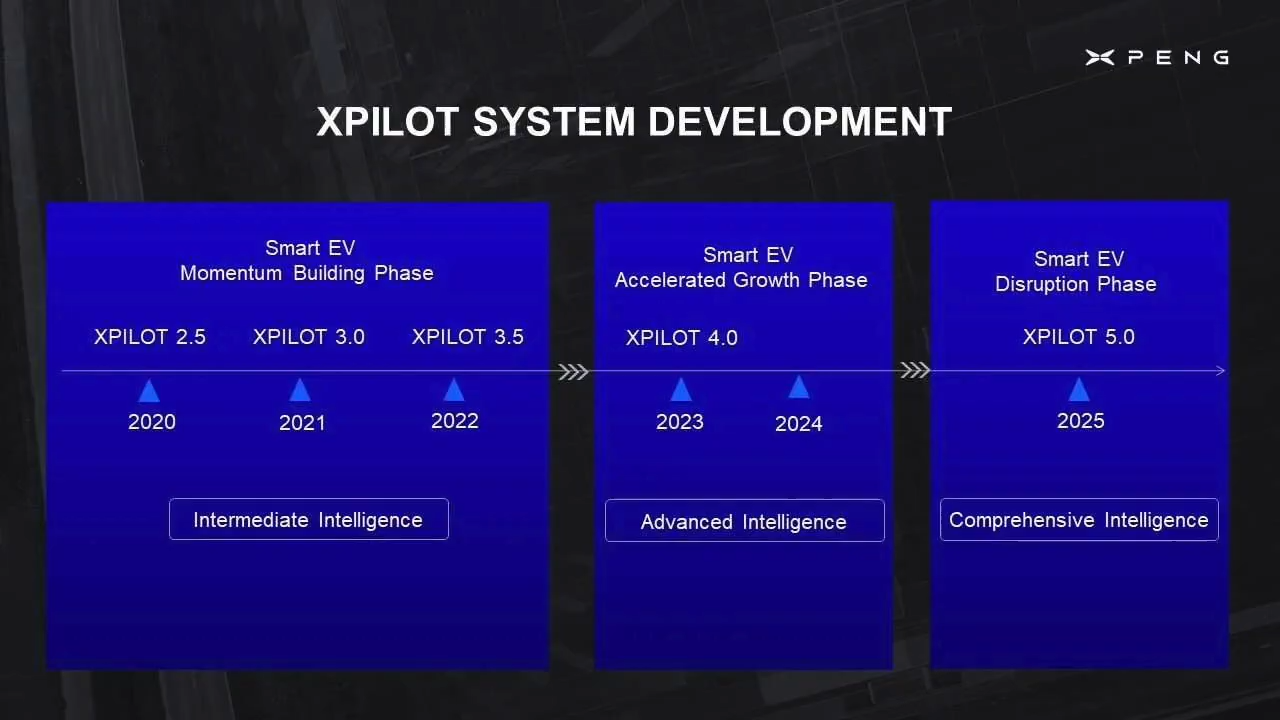 XPENG
XPILOT SYSTEM DEVELOPMENT
Smart EV
Momentum Building Phase
XPILOT 2.5 XPILOT 3.0 XPILOT 3.5
2020 2021 2022
Intermediate Intelligence
Smart EV
Accelerated Growth Phase
XPILOT 4.0
2023 2024
Advanced Intelligence
Smart EV
Disruption Phase
XPILOT 5.0
2025
Comprehensive Intelligence